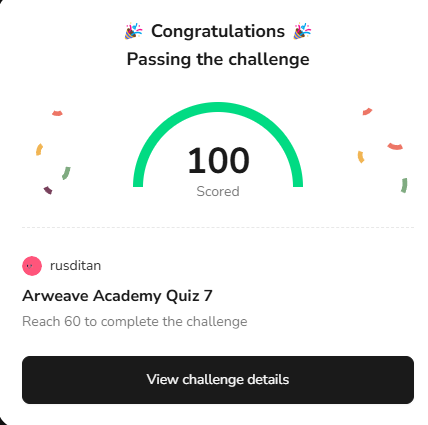 🎉 Congratulations 🎉
Passing the challenge
100
Scored
rusditan
Arweave Academy Quiz 7
Reach 60 to complete the challenge
View challenge details